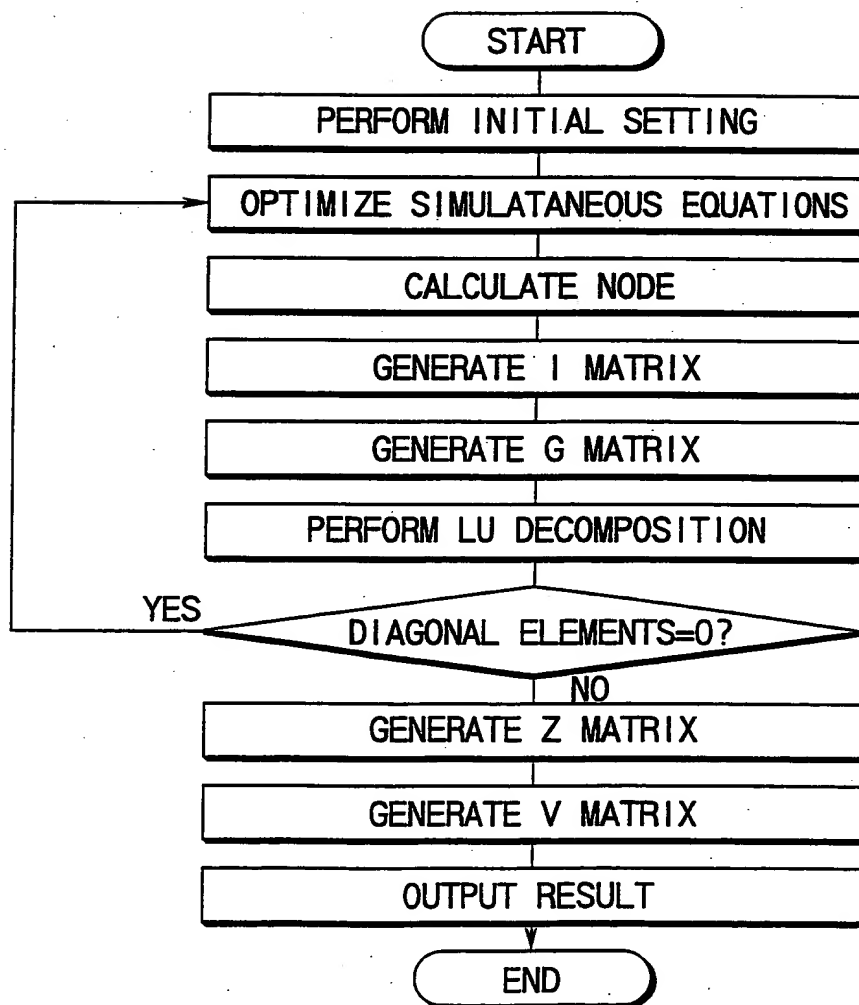 START
PERFORM INITIAL SETTING
OPTIMIZE SIMULATANEOUS EQUATIONS
CALCULATE NODE
GENERATE I MATRIX
GENERATE G MATRIX
PERFORM LU DECOMPOSITION
YES
DIAGONAL ELEMENTS=0?
NO
GENERATE Z MATRIX
GENERATE V MATRIX
OUTPUT RESULT
END